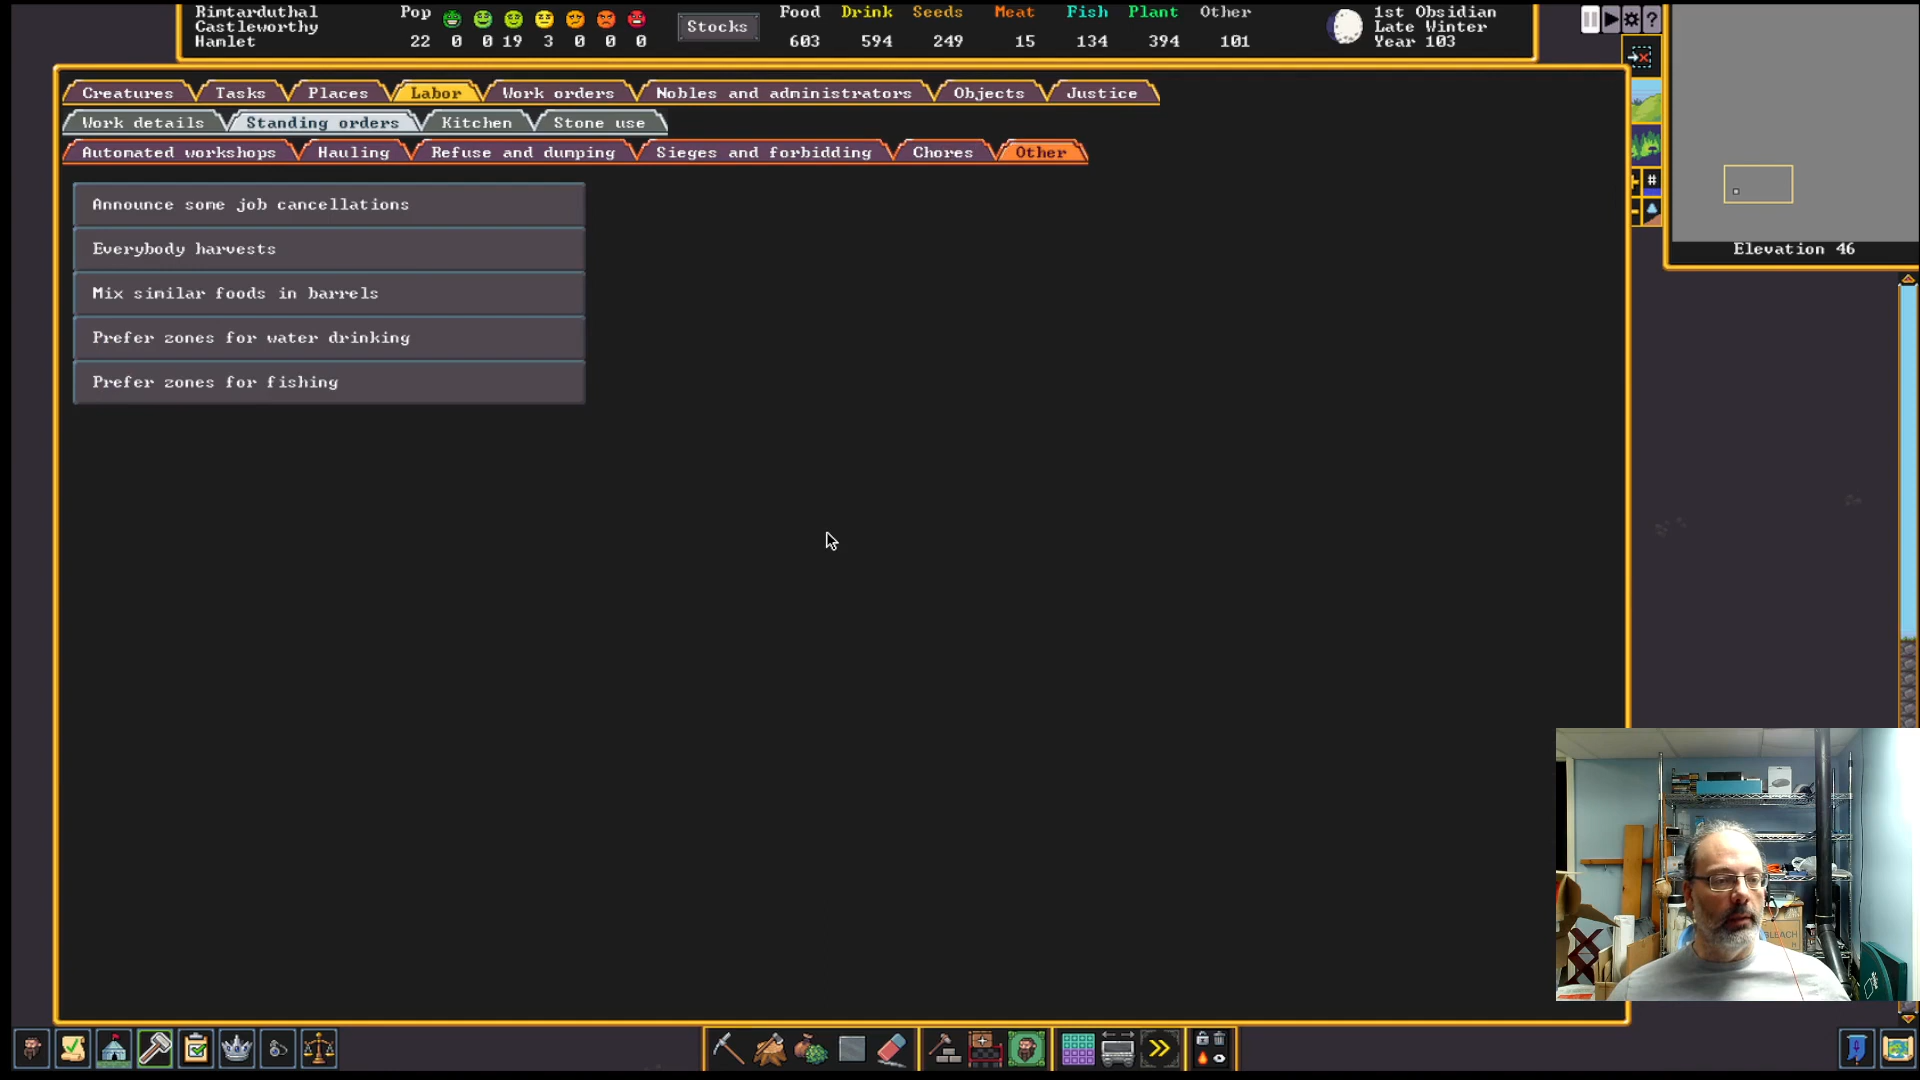 Rimtarduthal
Castleworthy
Hamlet
Pop
22 0 0 19 3 0 0 0
Stocks
Food Drink Seeds Meat Fish Plant Other
603 594 249 15 134 394 101
1st Obsidian
Late Winter
Year 103
Creatures Tasks Places Labor Work orders Nobles and administrators Objects Justice
Work details Standing orders Kitchen Stone use
Automated workshops Hauling Refuse and dumping Sieges and forbidding Chores Other
Announce some job cancellations
Everybody harvests
Mix similar foods in barrels
Prefer zones for water drinking
Prefer zones for fishing
Elevation 46
BLEACH